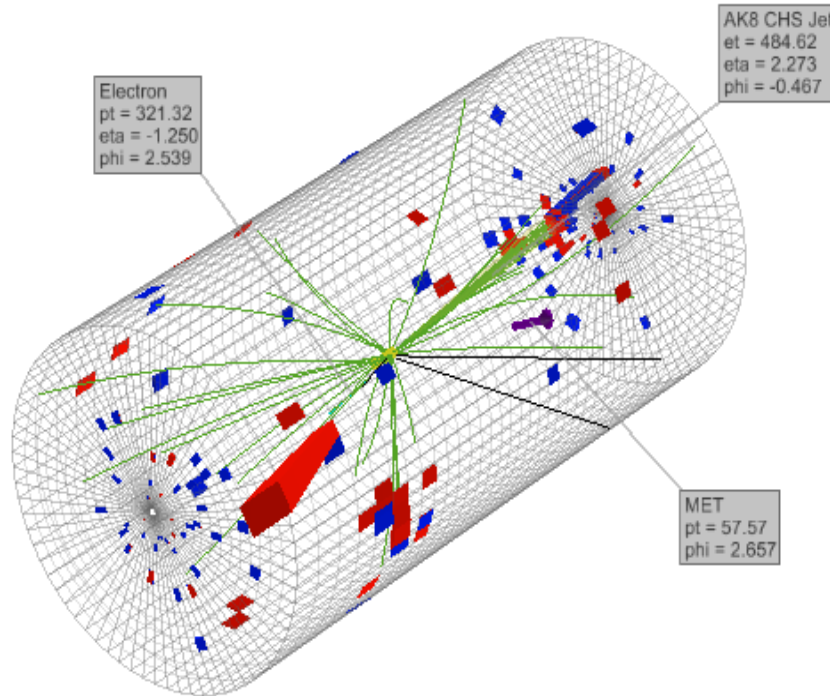 AK8 CHS Jet
et = 484.62
eta = 2.273
phi = -0.467
Electron
pt = 321.32
eta = -1.250
phi = 2.539
MET
pt = 57.57
phi = 2.657